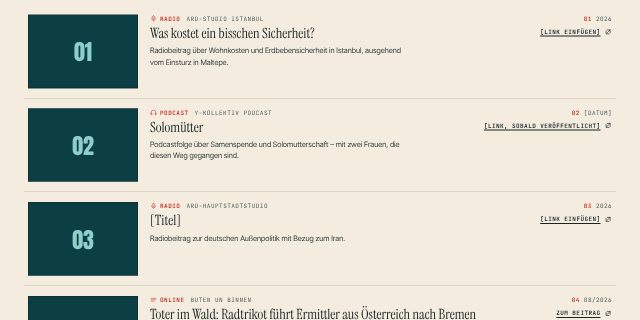 01
RADIO ARD-STUDIO ISTANBUL
01 2026
Was kostet ein bisschen Sicherheit?
[LINK EINFÜGEN]
Radiobeitrag über Wohnkosten und Erdbebensicherheit in Istanbul, ausgehend
vom Einsturz in Maltepe.
02
PODCAST Y-KOLLEKTIV PODCAST
02 [DATUM]
Solomütter
[LINK, SOBALD VERÖFFENTLICHT]
Podcastfolge über Samenspende und Solomutterschaft – mit zwei Frauen, die
diesen Weg gegangen sind.
03
RADIO ARD-HAUPTSTADTSTUDIO
03 2026
[Titel]
[LINK EINFÜGEN]
Radiobeitrag zur deutschen Außenpolitik mit Bezug zum Iran.
ONLINE BUTEN UN BINNEN
04 08/2026
Toter im Wald: Radtrikot führt Ermittler aus Österreich nach Bremen
ZUM BEITRAG